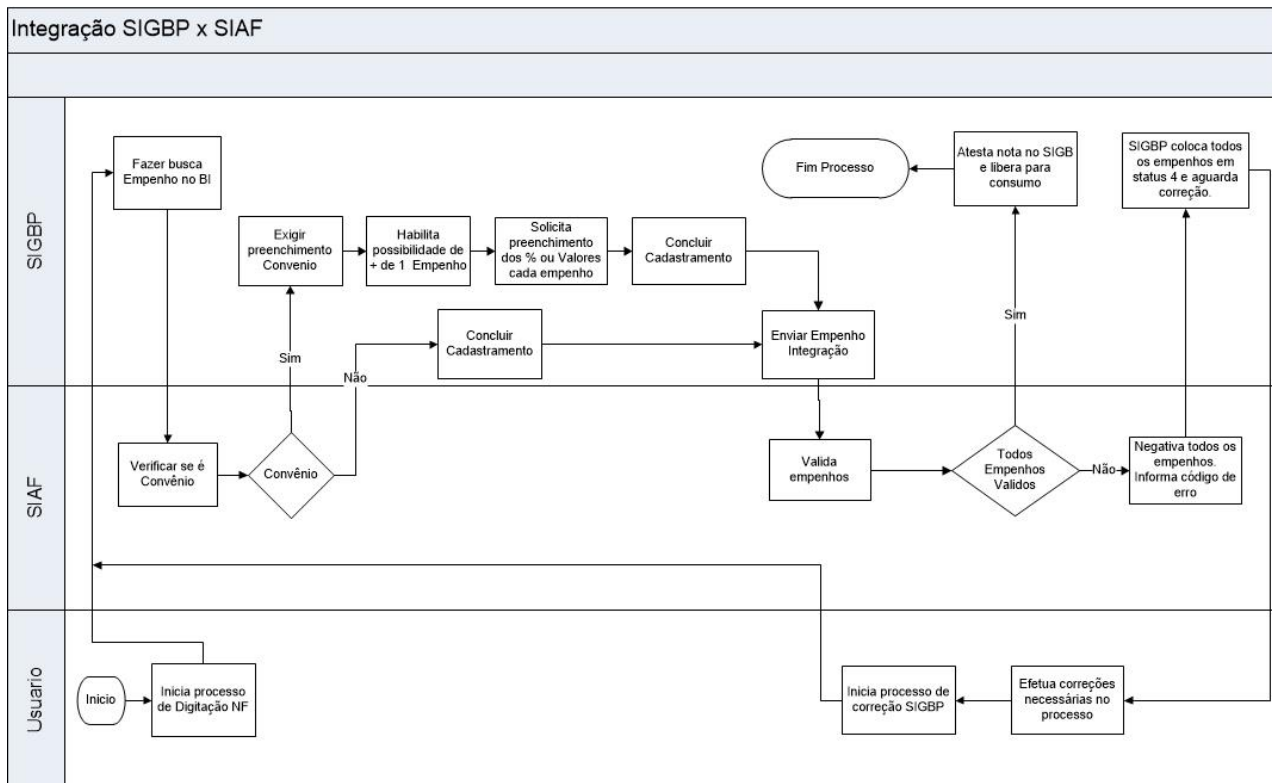 Integração SIGBP x SIAF
SIGBP
Fazer busca
Empenho no BI
Exigir
preenchimento
Convenio
Habilita
possibilidade de
+ de 1 Empenho
Solicita
preenchimento
dos % ou Valores
cada empenho
Concluir
Cadastramento
Fim Processo
Atesta nota no SIGB
e libera para
consumo
SIGBP coloca todos
os empenhos em
status 4 e aguarda
correção.
Concluir
Cadastramento
Enviar Empenho
Integração
Sim
Não
Sim
SIAF
Verificar se é
Convênio
Convênio
Valida
empenhos
Todos
Empenhos
Validos
Não
Negativa todos os
empenhos.
Informa código de
erro
Usuario
Inicio
Inicia processo
de Digitação NF
Inicia processo de
correção SIGBP
Efetua correções
necessárias no
processo